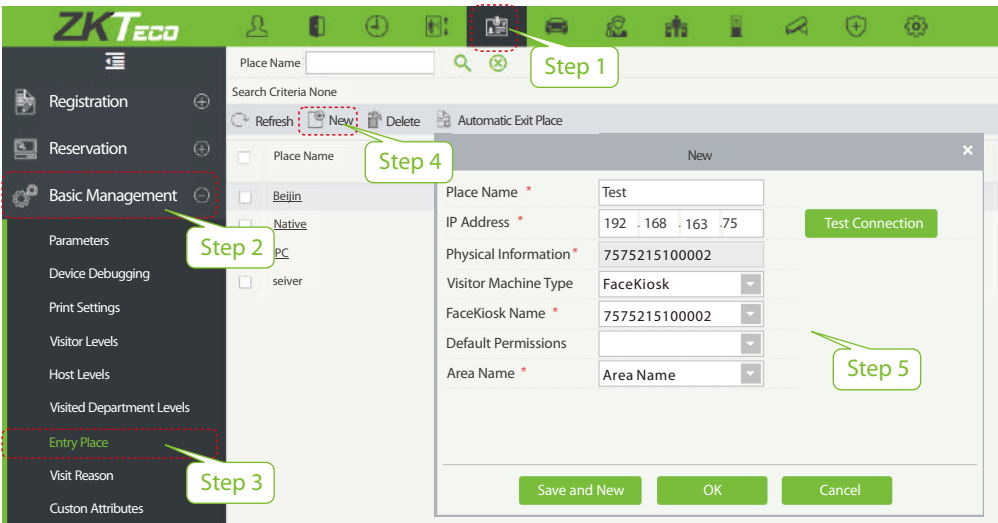 ZKTeco
Place Name
Step 1
Search Criteria None
Registration
Refresh New Delete Automatic Exit Place
Step 4
Reservation
Place Name
Basic Management
Step 2
Beijin
Native
PC
seiver
Parameters
Device Debugging
Print Settings
Visitor Levels
Host Levels
Visited Department Levels
Entry Place
Step 3
Visit Reason
Custon Attributes
New
Place Name * Test
IP Address * 192 . 168 . 163 .75 Test Connection
Physical Information* 7575215100002
Visitor Machine Type FaceKiosk
FaceKiosk Name * 7575215100002
Default Permissions
Step 5
Area Name * Area Name
Save and New OK Cancel